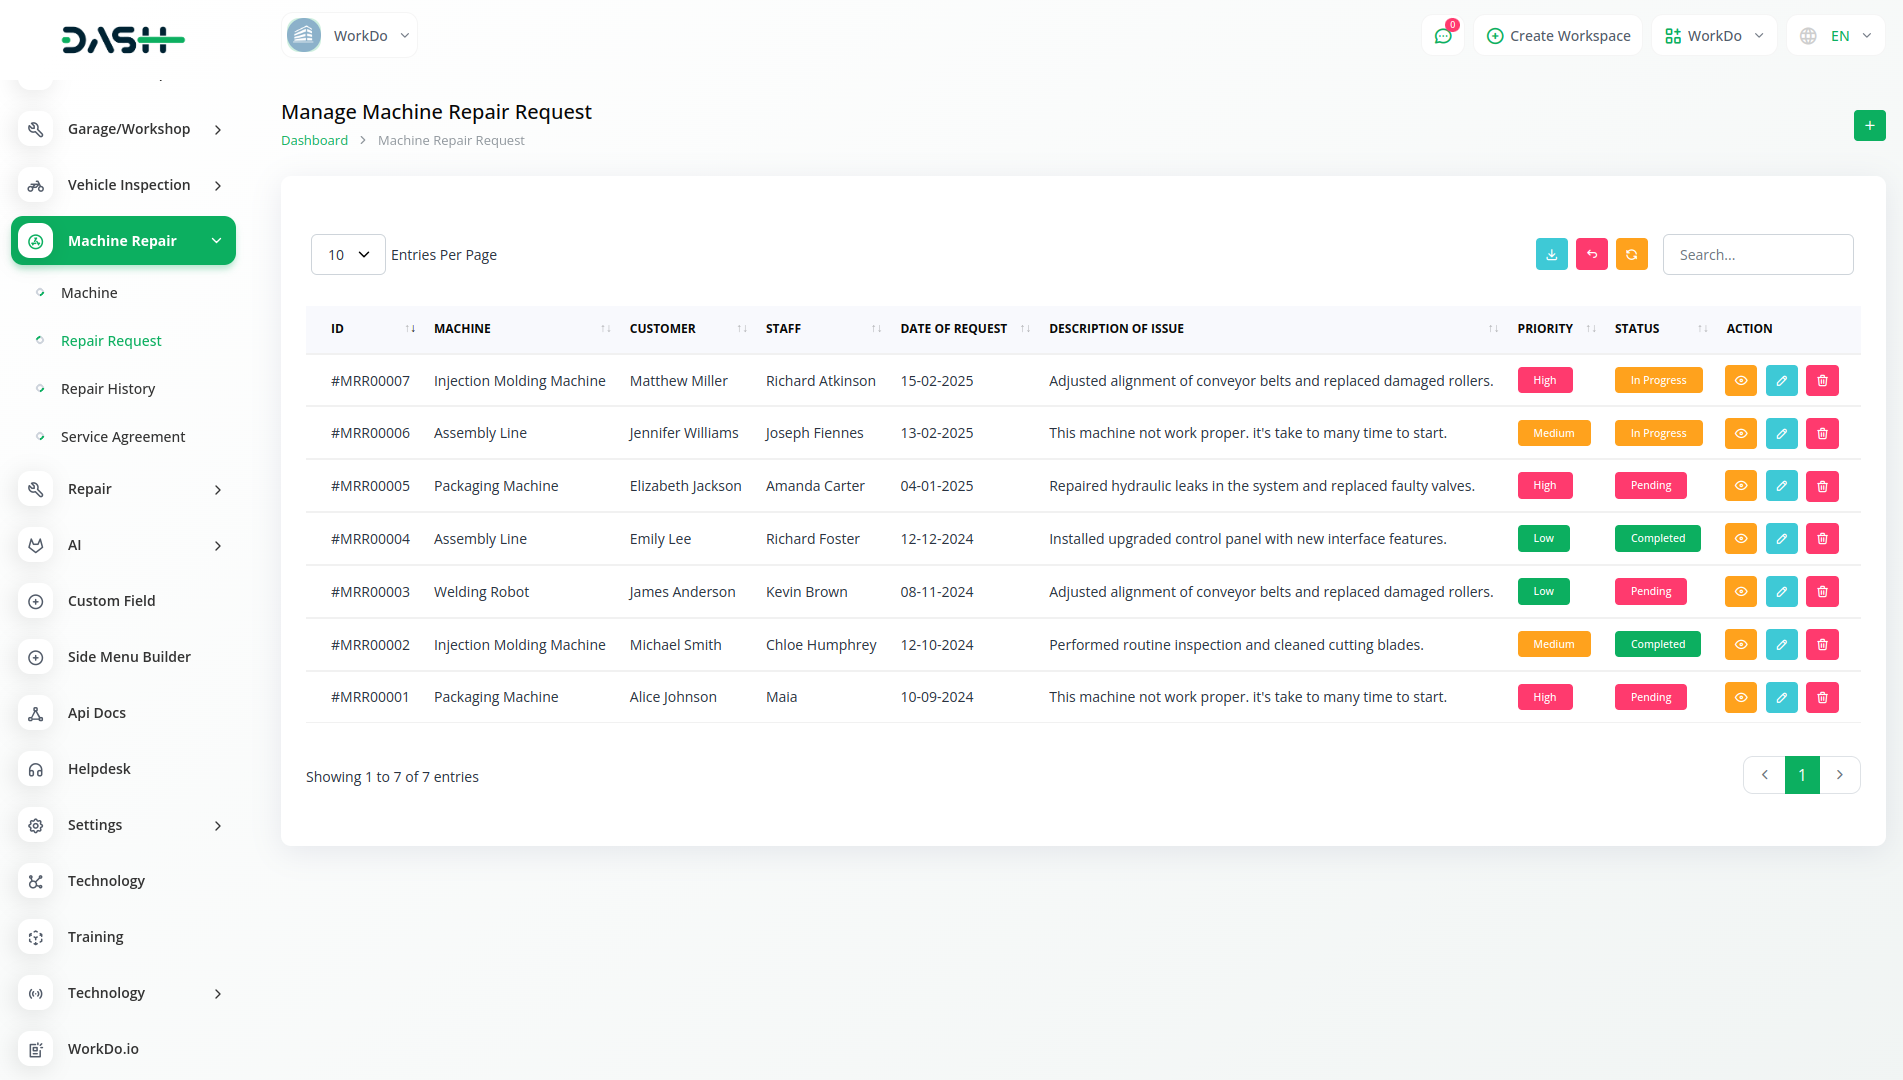 DASH
WorkDo
0
Create Workspace
WorkDo
EN
Garage/Workshop
Vehicle Inspection
Machine Repair
Machine
Repair Request
Repair History
Service Agreement
Repair
AI
Custom Field
Side Menu Builder
Api Docs
Helpdesk
Settings
Technology
Training
Technology
WorkDo.io
Manage Machine Repair Request
Dashboard > Machine Repair Request
10 Entries Per Page
Search...
ID MACHINE CUSTOMER STAFF DATE OF REQUEST DESCRIPTION OF ISSUE PRIORITY STATUS ACTION
#MRR00007 Injection Molding Machine Matthew Miller Richard Atkinson 15-02-2025 Adjusted alignment of conveyor belts and replaced damaged rollers. High In Progress
#MRR00006 Assembly Line Jennifer Williams Joseph Fiennes 13-02-2025 This machine not work proper. it's take to many time to start. Medium In Progress
#MRR00005 Packaging Machine Elizabeth Jackson Amanda Carter 04-01-2025 Repaired hydraulic leaks in the system and replaced faulty valves. High Pending
#MRR00004 Assembly Line Emily Lee Richard Foster 12-12-2024 Installed upgraded control panel with new interface features. Low Completed
#MRR00003 Welding Robot James Anderson Kevin Brown 08-11-2024 Adjusted alignment of conveyor belts and replaced damaged rollers. Low Pending
#MRR00002 Injection Molding Machine Michael Smith Chloe Humphrey 12-10-2024 Performed routine inspection and cleaned cutting blades. Medium Completed
#MRR00001 Packaging Machine Alice Johnson Maia 10-09-2024 This machine not work proper. it's take to many time to start. High Pending
Showing 1 to 7 of 7 entries
1